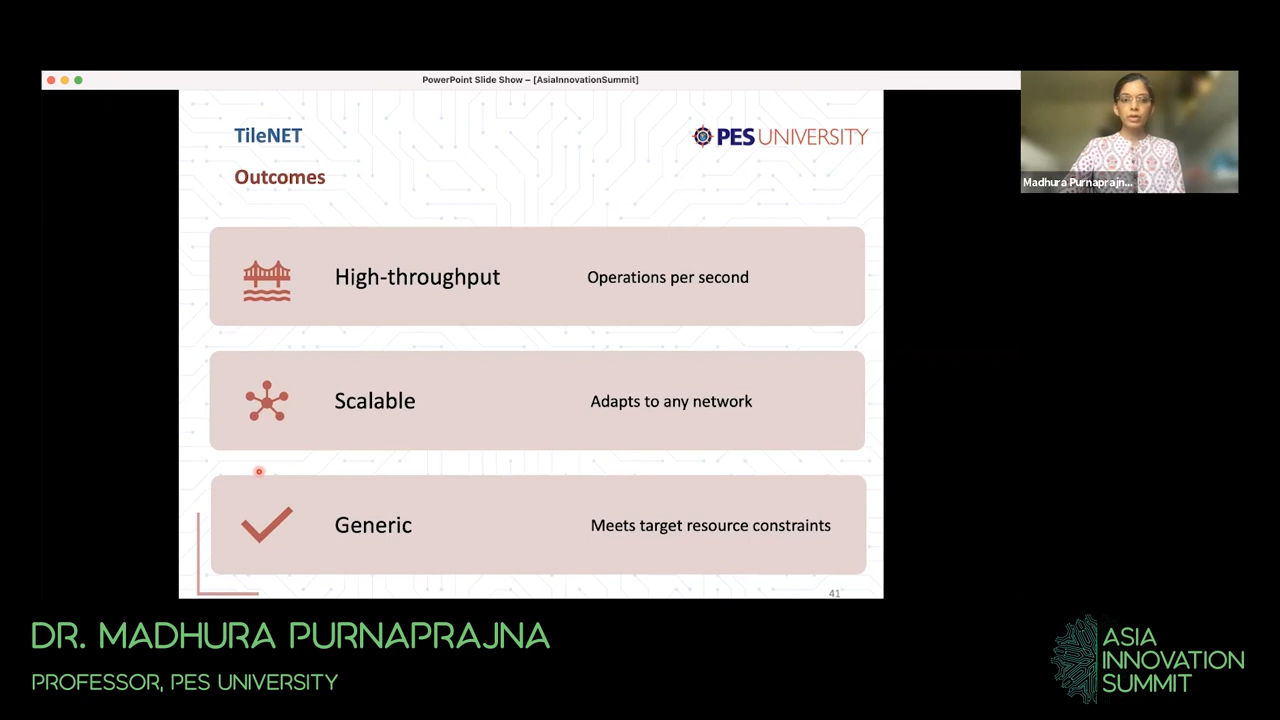 PowerPoint Slide Show – [AsiaInnovationSummit]
TileNET
PES UNIVERSITY
Outcomes
Madhura Purnaprajn...
High-throughput
Operations per second
Scalable
Adapts to any network
Generic
Meets target resource constraints
41
DR. MADHURA PURNAPRAJNA
PROFESSOR, PES UNIVERSITY
ASIA
INNOVATION
SUMMIT